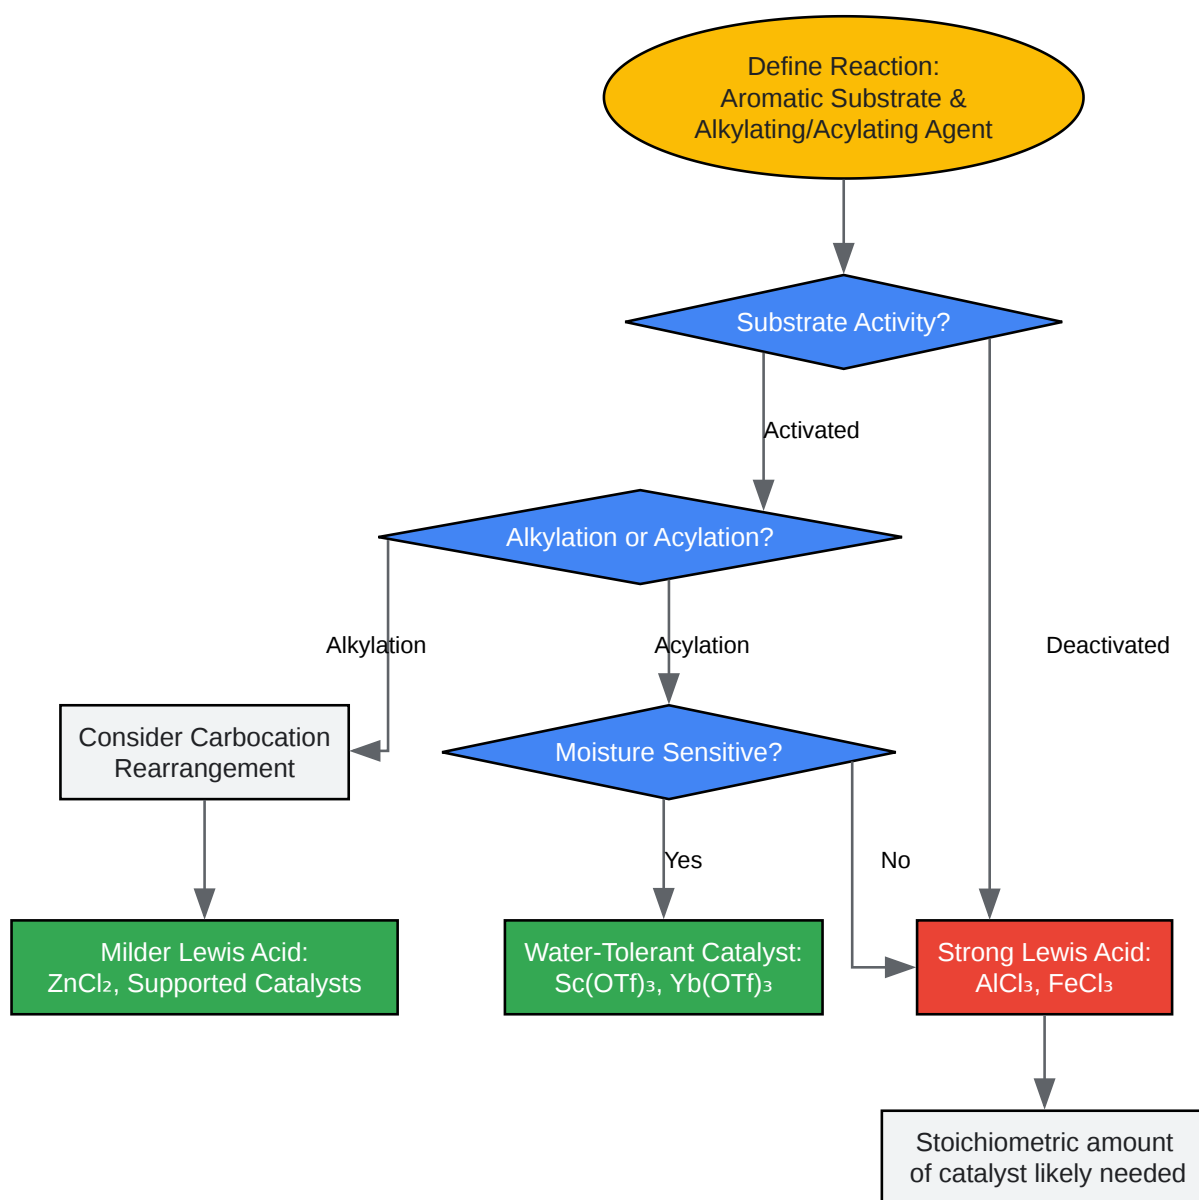 Define Reaction:
Aromatic Substrate &
Alkylating/Acylating Agent
Substrate Activity?
Activated
Alkylation or Acylation?
Alkylation
Acylation
Deactivated
Consider Carbocation
Rearrangement
Moisture Sensitive?
Yes
No
Milder Lewis Acid:
ZnCl₂, Supported Catalysts
Water-Tolerant Catalyst:
Sc(OTf)₃, Yb(OTf)₃
Strong Lewis Acid:
AlCl₃, FeCl₃
Stoichiometric amount
of catalyst likely needed